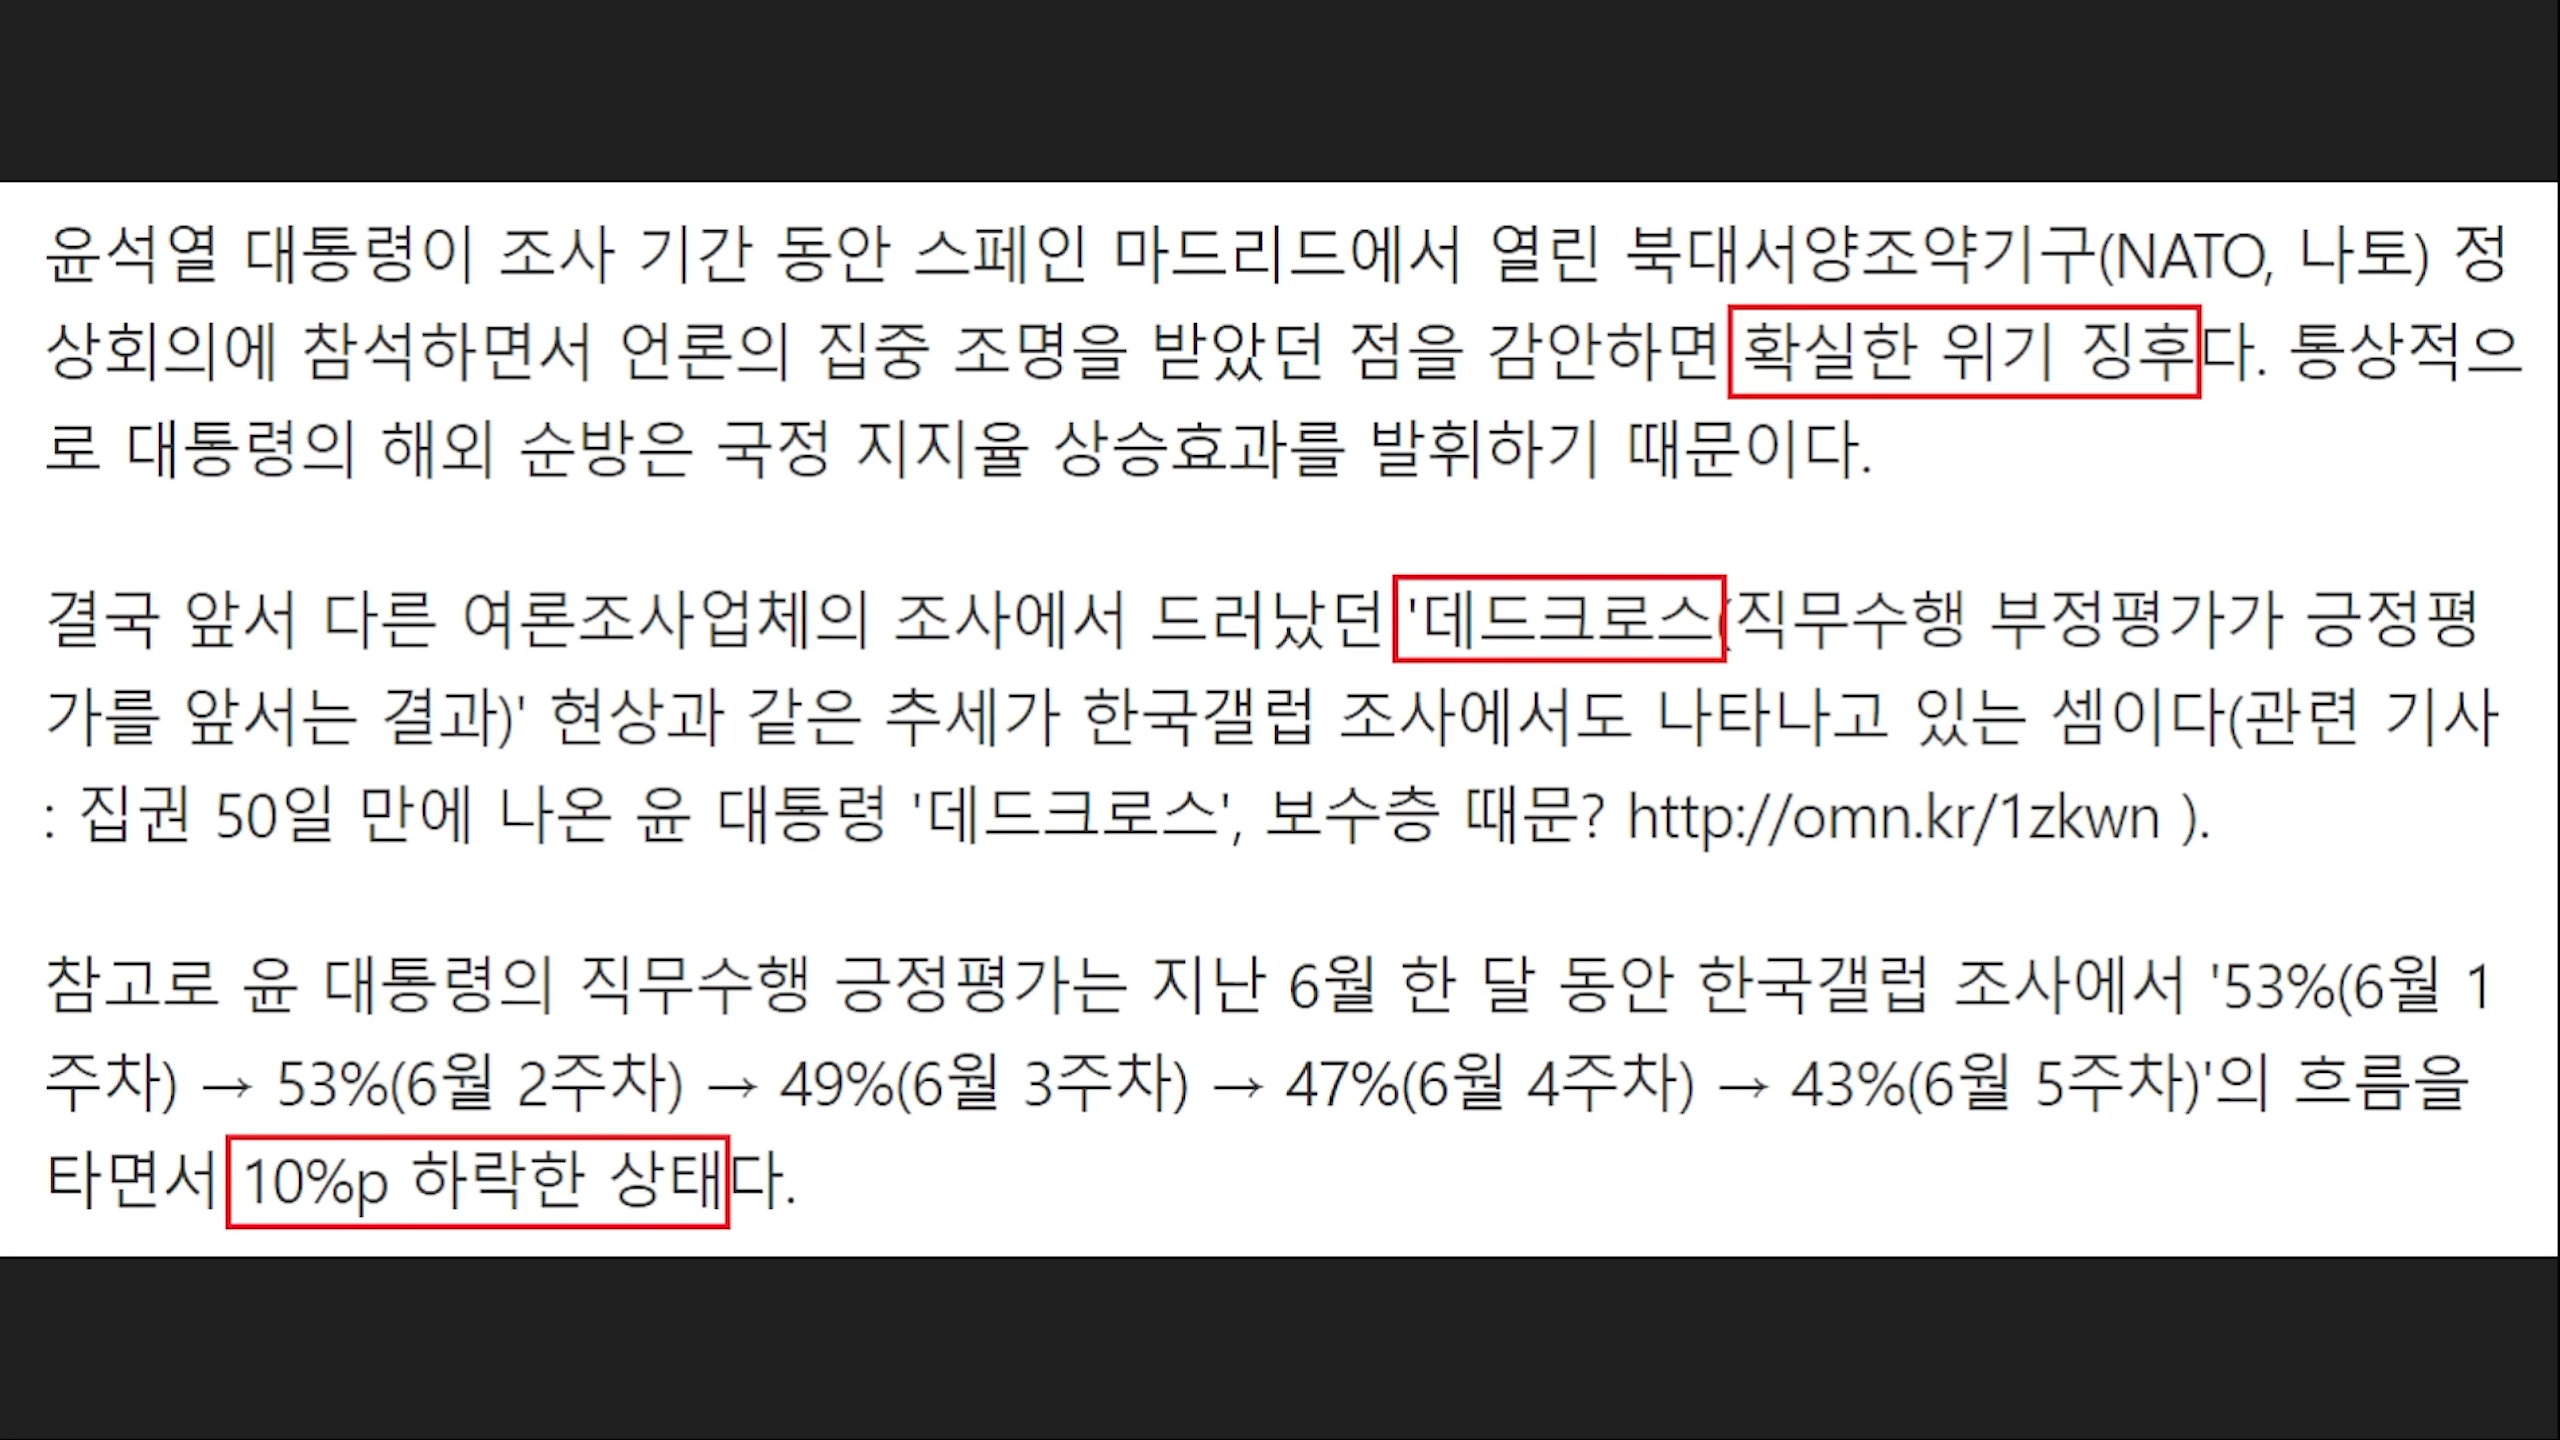 윤석열 대통령이 조사 기간 동안 스페인 마드리드에서 열린 북대서양조약기구(NATO, 나토) 정
상회의에 참석하면서 언론의 집중 조명을 받았던 점을 감안하면 확실한 위기 징후다. 통상적으
로 대통령의 해외 순방은 국정 지지율 상승효과를 발휘하기 때문이다.
결국 앞서 다른 여론조사업체의 조사에서 드러났던 '데드크로스(직무수행 부정평가가 긍정평
가를 앞서는 결과)' 현상과 같은 추세가 한국갤럽 조사에서도 나타나고 있는 셈이다(관련 기사
: 집권 50일 만에 나온 윤 대통령 '데드크로스', 보수층 때문? http://omn.kr/1zkwn ).
참고로 윤 대통령의 직무수행 긍정평가는 지난 6월 한 달 동안 한국갤럽 조사에서 '53%(6월 1
주차) → 53%(6월 2주차) → 49%(6월 3주차) → 47%(6월 4주차) → 43%(6월 5주차)'의 흐름을
타면서 10%p 하락한 상태다.